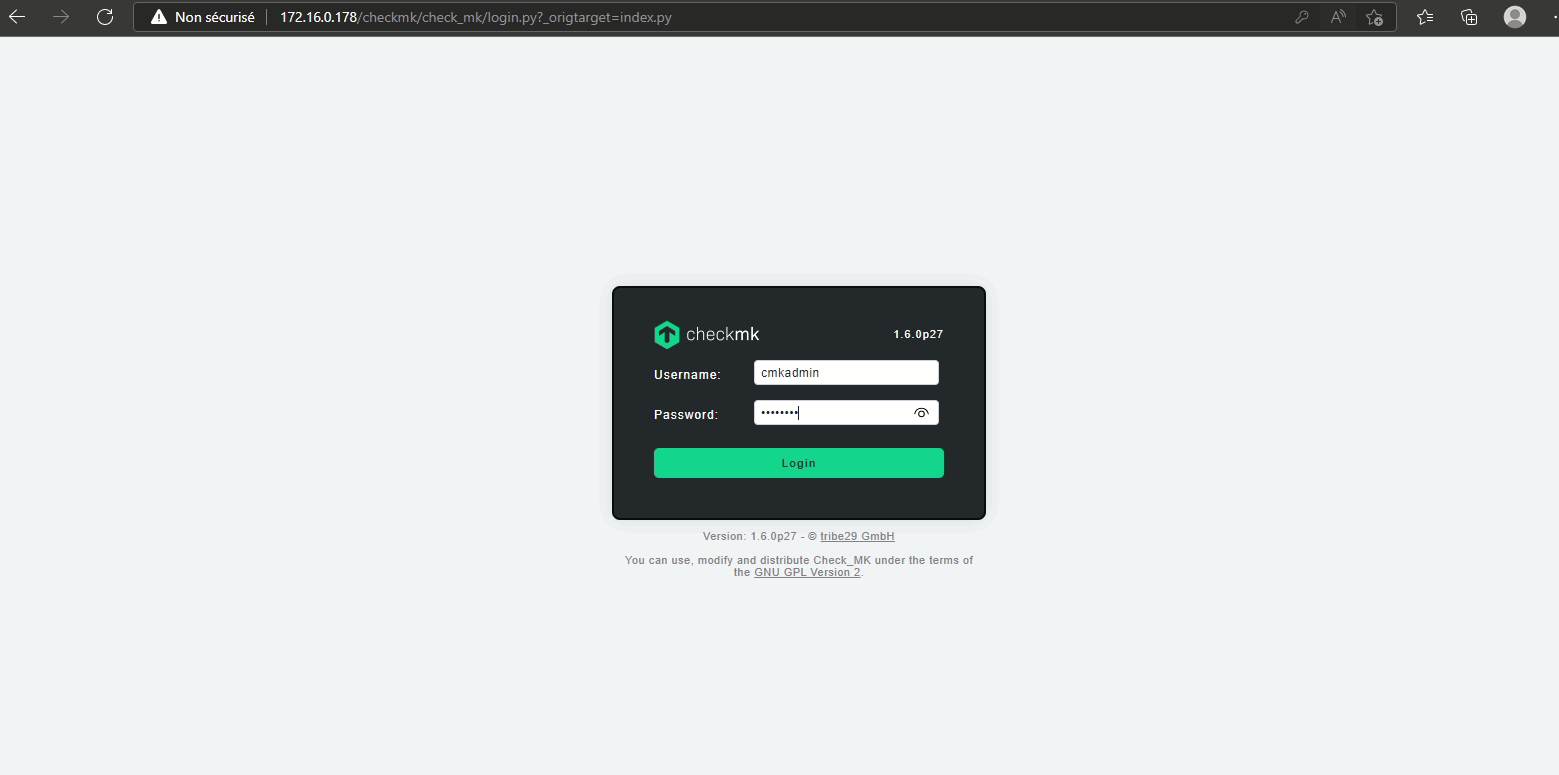 Non sécurisé 172.16.0.178/checkmk/check_mk/login.py?_origtarget=index.py
checkmk 1.6.0p27
Username: cmkadmin
Password: ••••••••
Login
Version: 1.6.0p27 - © tribe29 GmbH
You can use, modify and distribute Check_MK under the terms of
the GNU GPL Version 2.